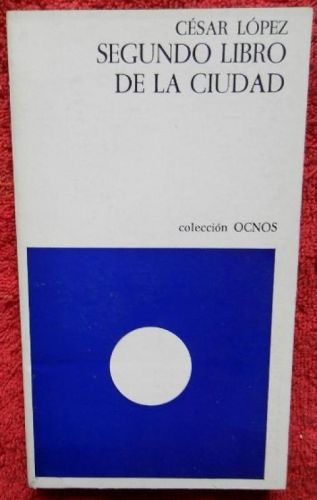 CÉSAR LÓPEZ
SEGUNDO LIBRO
DE LA CIUDAD
colección OCNOS